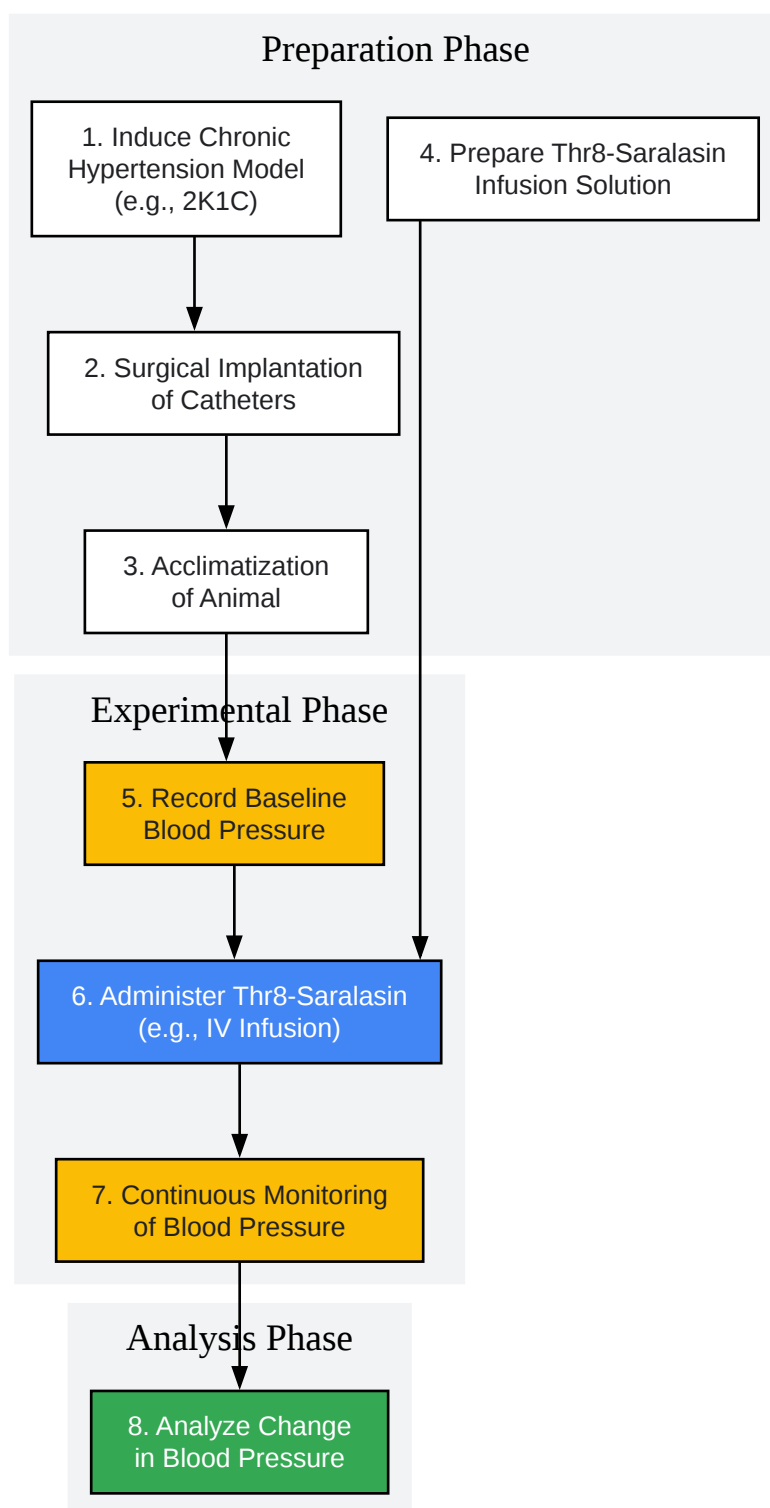 Preparation Phase
1. Induce Chronic
Hypertension Model
(e.g., 2K1C)
4. Prepare Thr8-Saralasin
Infusion Solution
2. Surgical Implantation
of Catheters
3. Acclimatization
of Animal
Experimental Phase
5. Record Baseline
Blood Pressure
6. Administer Thr8-Saralasin
(e.g., IV Infusion)
7. Continuous Monitoring
of Blood Pressure
Analysis Phase
8. Analyze Change
in Blood Pressure